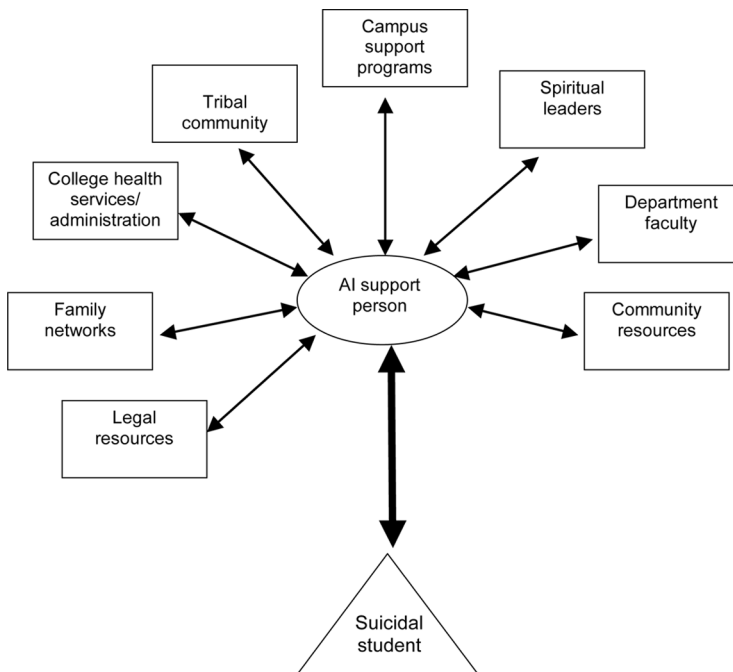 Campus
support
programs
Tribal
community
Spiritual
leaders
College health
services/
administration
Department
faculty
AI support
person
Family
networks
Community
resources
Legal
resources
Suicidal
student